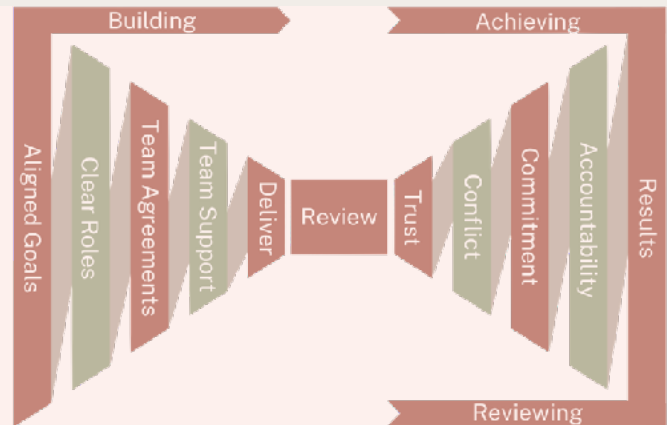 Building
Achieving
Aligned Goals
Clear Roles
Team Agreements
Team Support
Deliver
Review
Trust
Conflict
Commitment
Accountability
Results
Reviewing